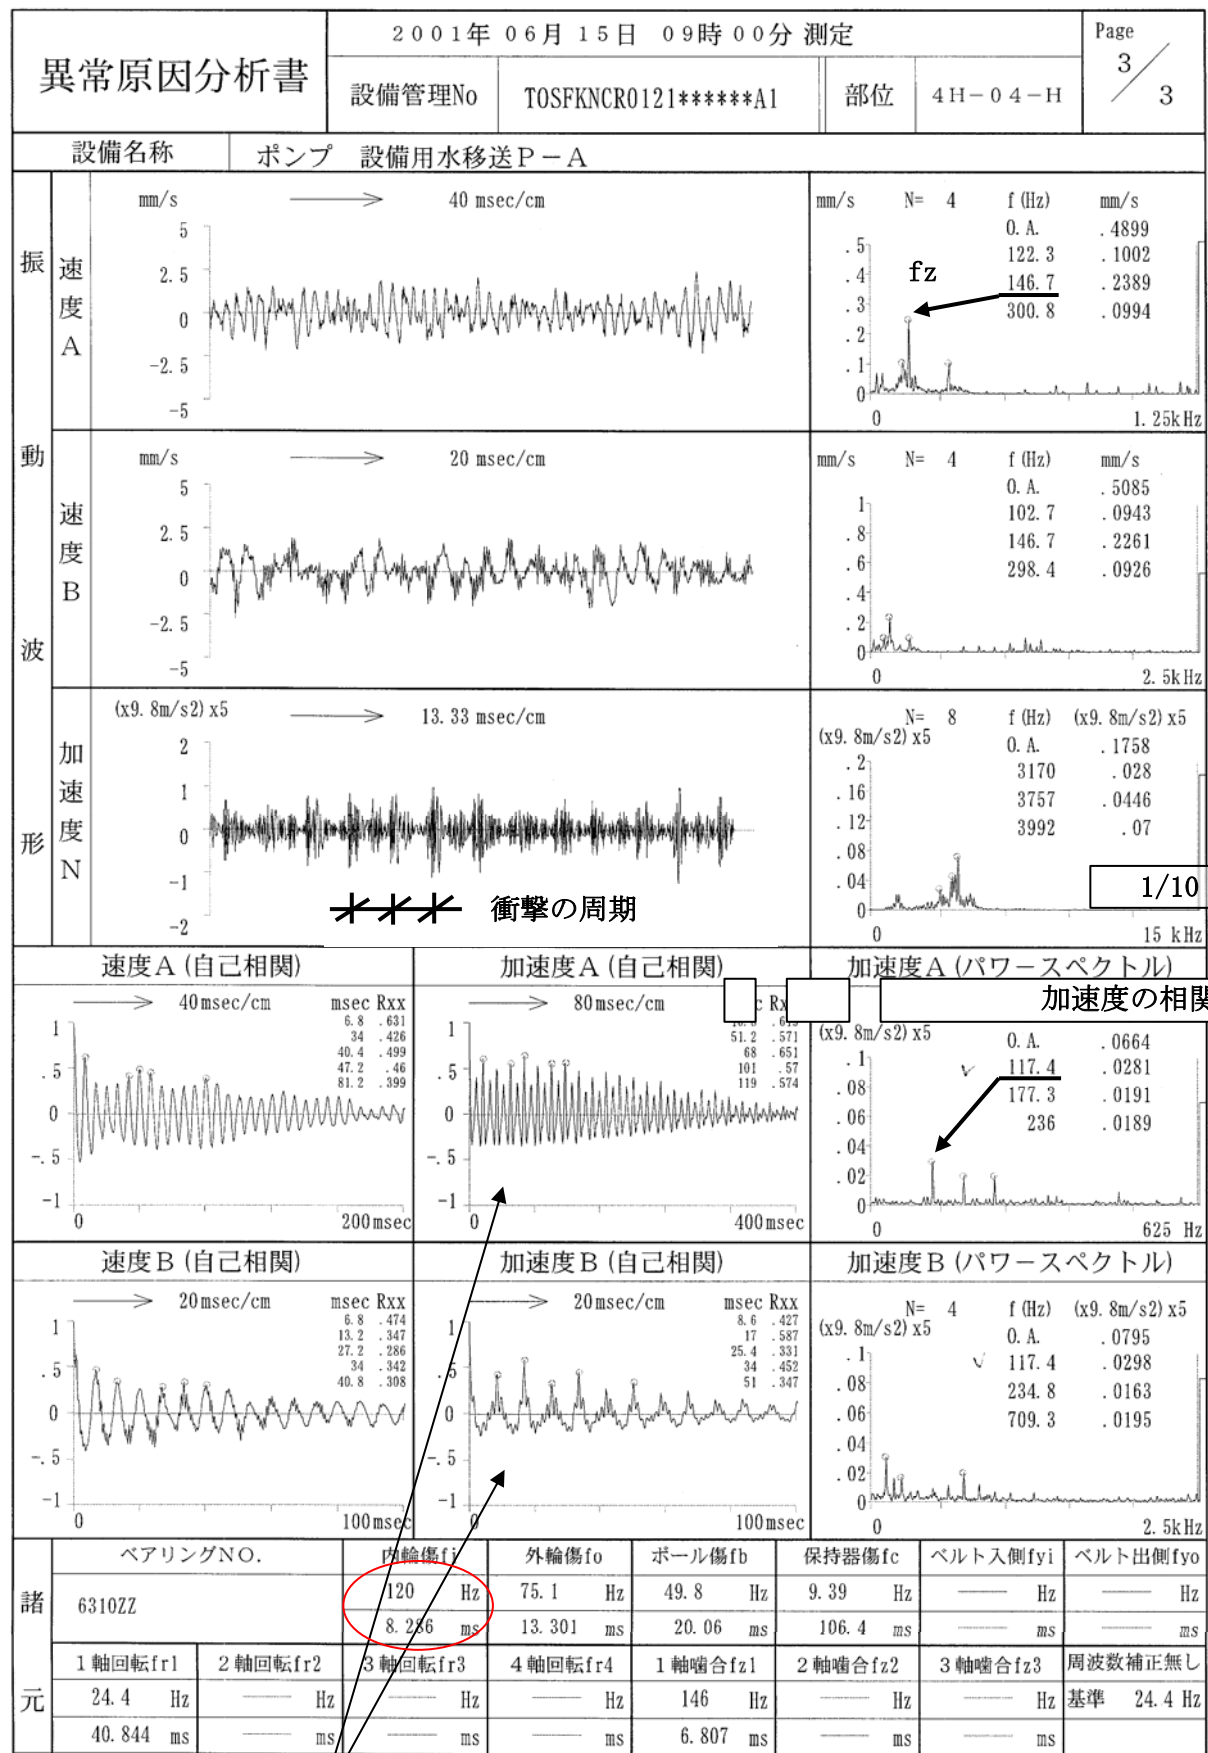 異常原因分析書
2001年 06月 15日 09時 00分 測定
設備管理No TOSFKNCR0121******A1 部位 4H-04-H
Page
3/3
設備名称 ポンプ 設備用水移送P-A
振動波形
速度A
mm/s → 40 msec/cm
5
2.5
0
-2.5
-5
mm/s N= 4 f(Hz) mm/s
O.A. .4899
122.3 .1002
146.7 .2389
300.8 .0994
fz
.5
.4
.3
.2
.1
0
0 1.25kHz
速度B
mm/s → 20 msec/cm
5
2.5
0
-2.5
-5
mm/s N= 4 f(Hz) mm/s
O.A. .5085
102.7 .0943
146.7 .2261
298.4 .0926
1
.8
.6
.4
.2
0
0 2.5kHz
加速度N
(x9.8m/s2)x5 → 13.33 msec/cm
2
1
0
-1
-2
衝撃の周期
N= 8 f(Hz) (x9.8m/s2)x5
(x9.8m/s2)x5
O.A. .1758
3170 .028
3757 .0446
3992 .07
.2
.16
.12
.08
.04
0
1/10
0 15 kHz
速度A(自己相関)
→ 40msec/cm msec Rxx
6.8 .631
34 .426
40.4 .499
47.2 .46
81.2 .399
1
.5
0
-.5
-1
0 200msec
加速度A(自己相関)
→ 80msec/cm
51.2 .571
68 .651
101 .57
119 .574
1
.5
0
-.5
-1
0 400msec
加速度A(パワースペクトル)
加速度の相関
(x9.8m/s2)x5
O.A. .0664
117.4 .0281
177.3 .0191
236 .0189
.1
.08
.06
.04
.02
0
0 625 Hz
速度B(自己相関)
→ 20msec/cm msec Rxx
6.8 .474
13.2 .347
27.2 .286
34 .342
40.8 .308
1
.5
0
-.5
-1
0 100msec
加速度B(自己相関)
→ 20msec/cm msec Rxx
8.6 .427
17 .587
25.4 .331
34 .452
51 .347
1
.5
0
-.5
-1
0 100msec
加速度B(パワースペクトル)
N= 4 f(Hz) (x9.8m/s2)x5
(x9.8m/s2)x5
O.A. .0795
117.4 .0298
234.8 .0163
709.3 .0195
.1
.08
.06
.04
.02
0
0 2.5kHz
諸元
ベアリングNO. 内輪傷fi 外輪傷fo ボール傷fb 保持器傷fc ベルト入側fyi ベルト出側fyo
6310ZZ
120 Hz 75.1 Hz 49.8 Hz 9.39 Hz —— Hz —— Hz
8.286 ms 13.301 ms 20.06 ms 106.4 ms —— ms —— ms
1軸回転fr1 2軸回転fr2 3軸回転fr3 4軸回転fr4 1軸噛合fz1 2軸噛合fz2 3軸噛合fz3 周波数補正無し
24.4 Hz —— Hz —— Hz —— Hz 146 Hz —— Hz —— Hz 基準 24.4 Hz
40.844 ms —— ms —— ms —— ms 6.807 ms —— ms —— ms